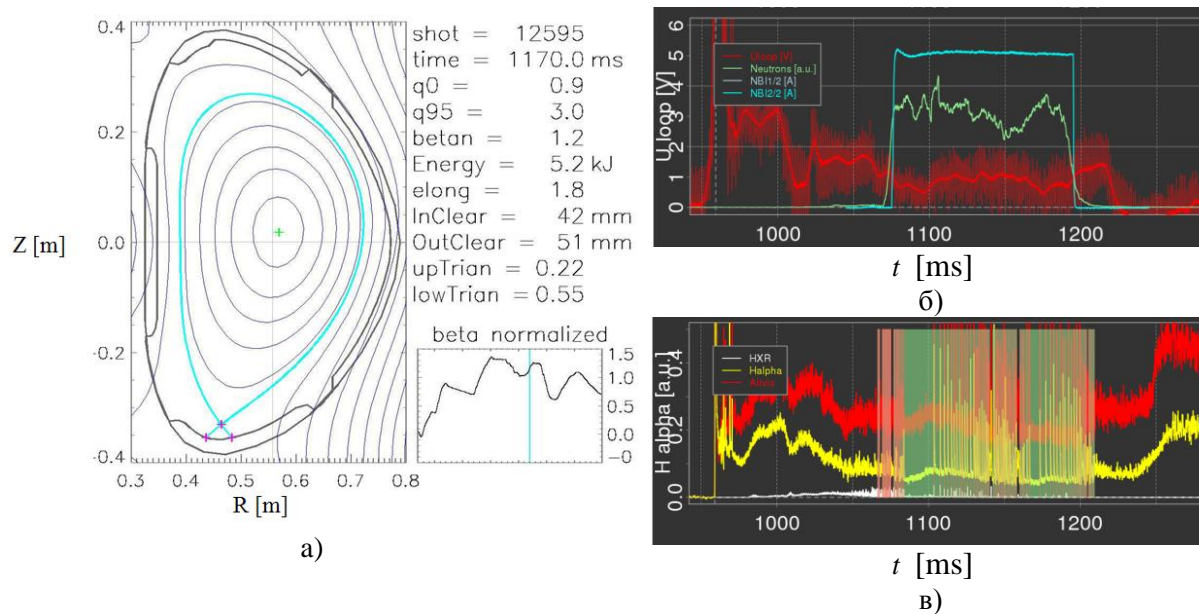 shot = 12595
time = 1170.0 ms
q0 = 0.9
q95 = 3.0
betan = 1.2
Energy = 5.2 kJ
elong = 1.8
InClear = 42 mm
OutClear = 51 mm
upTrian = 0.22
lowTrian = 0.55
0.4
0.2
0.0
-0.2
-0.4
Z [m]
0.3 0.4 0.5 0.6 0.7 0.8
R [m]
beta normalized
1.5
1.0
0.5
0.0
-0
а)
1200
U loop [V]
0 1 2 3 4 5 6
Uloop [V]
Neutrons [a.u.]
NBI1/2 [A]
NBI2/2 [A]
1000 1100 1200
t [ms]
б)
H alpha [a.u.]
0.0 0.2 0.4
HXR
Halpha
Allvis
1000 1100 1200
t [ms]
в)